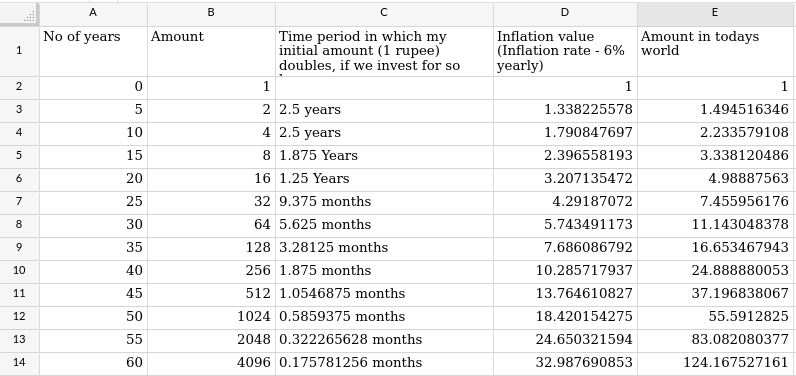 A B C D E
1 No of years Amount Time period in which my Inflation value Amount in todays
initial amount (1 rupee) (Inflation rate - 6% world
doubles, if we invest for so yearly)
2 0 1 1 1
3 5 2 2.5 years 1.338225578 1.494516346
4 10 4 2.5 years 1.790847697 2.233579108
5 15 8 1.875 Years 2.396558193 3.338120486
6 20 16 1.25 Years 3.207135472 4.98887563
7 25 32 9.375 months 4.29187072 7.455956176
8 30 64 5.625 months 5.743491173 11.143048378
9 35 128 3.28125 months 7.686086792 16.653467943
10 40 256 1.875 months 10.285717937 24.888880053
11 45 512 1.0546875 months 13.764610827 37.196838067
12 50 1024 0.5859375 months 18.420154275 55.5912825
13 55 2048 0.322265628 months 24.650321594 83.082080377
14 60 4096 0.175781256 months 32.987690853 124.167527161